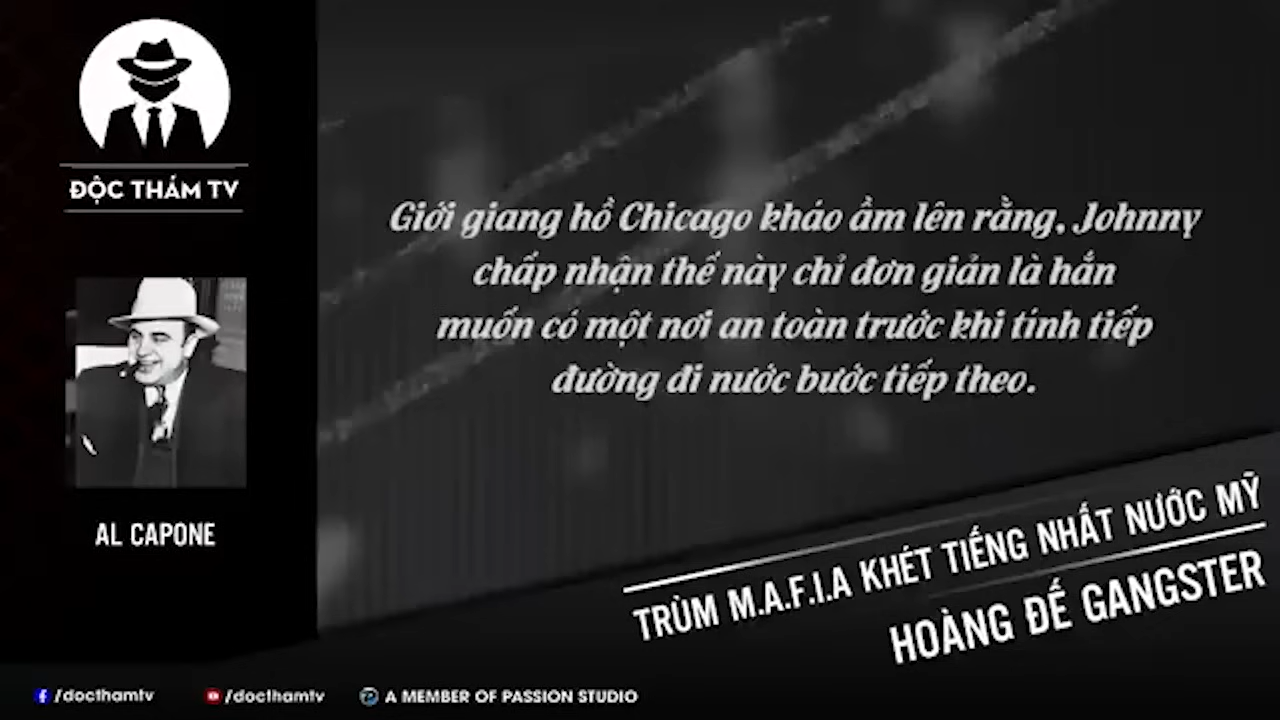 ĐỘC THÁM TV
AL CAPONE
Giới giang hồ Chicago kháo ầm lên rằng, Johnny
chấp nhận thế này chỉ đơn giản là hắn
muốn có một nơi an toàn trước khi tính tiếp
đường đi nước bước tiếp theo.
TRÙM M.A.F.I.A KHÉT TIẾNG NHẤT NƯỚC MỸ
HOÀNG ĐẾ GANGSTER
/docthamtv
/docthamtv
A MEMBER OF PASSION STUDIO